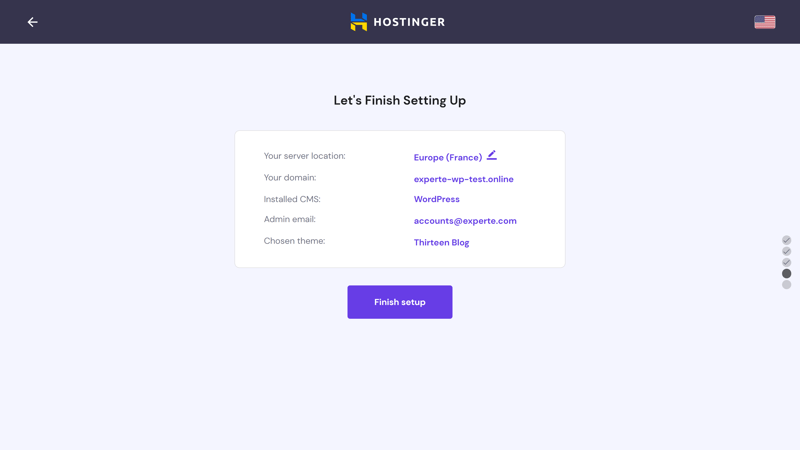 HOSTINGER
Let's Finish Setting Up
Your server location: Europe (France)
Your domain: experte-wp-test.online
Installed CMS: WordPress
Admin email: accounts@experte.com
Chosen theme: Thirteen Blog
Finish setup